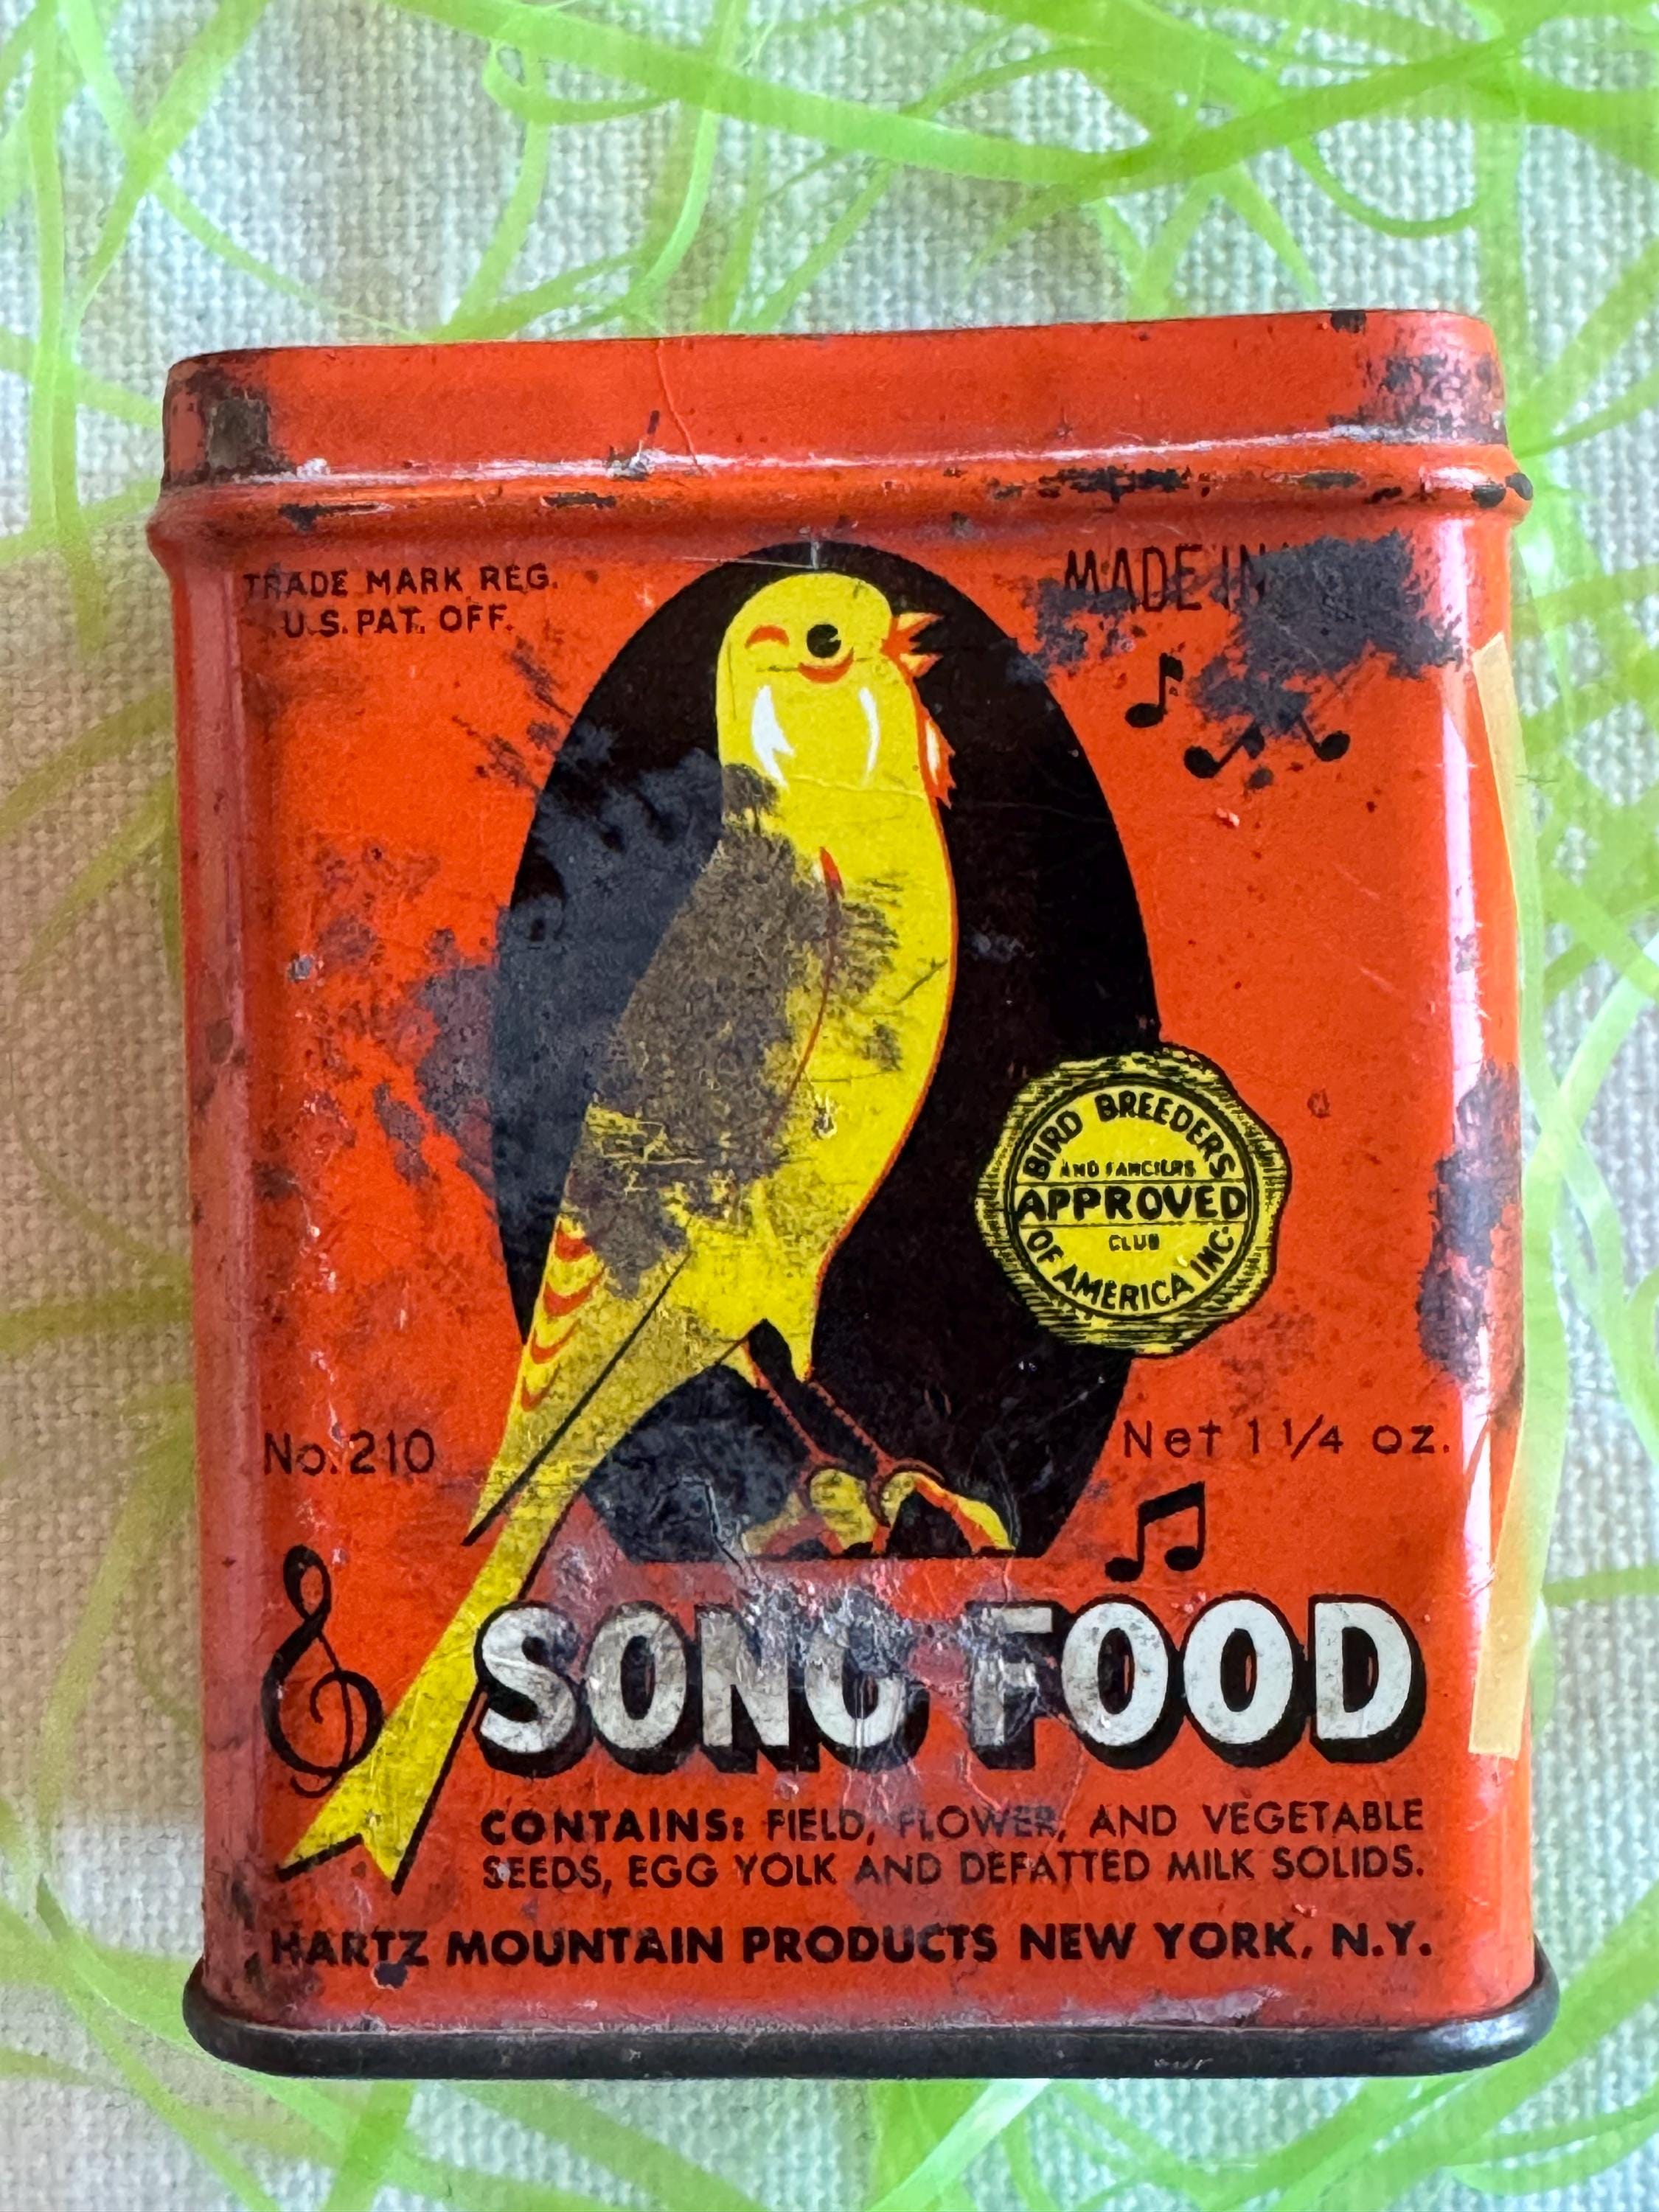 TRADE MARK REG.
U.S. PAT. OFF.
MADE IN
BIRD BREEDERS
AND FANCIERS
APPROVED
CLUB
OF AMERICA INC.
No. 210
Net 1 1/4 oz.
SONG FOOD
CONTAINS: FIELD, FLOWER, AND VEGETABLE
SEEDS, EGG YOLK AND DEFATTED MILK SOLIDS.
HARTZ MOUNTAIN PRODUCTS NEW YORK, N.Y.